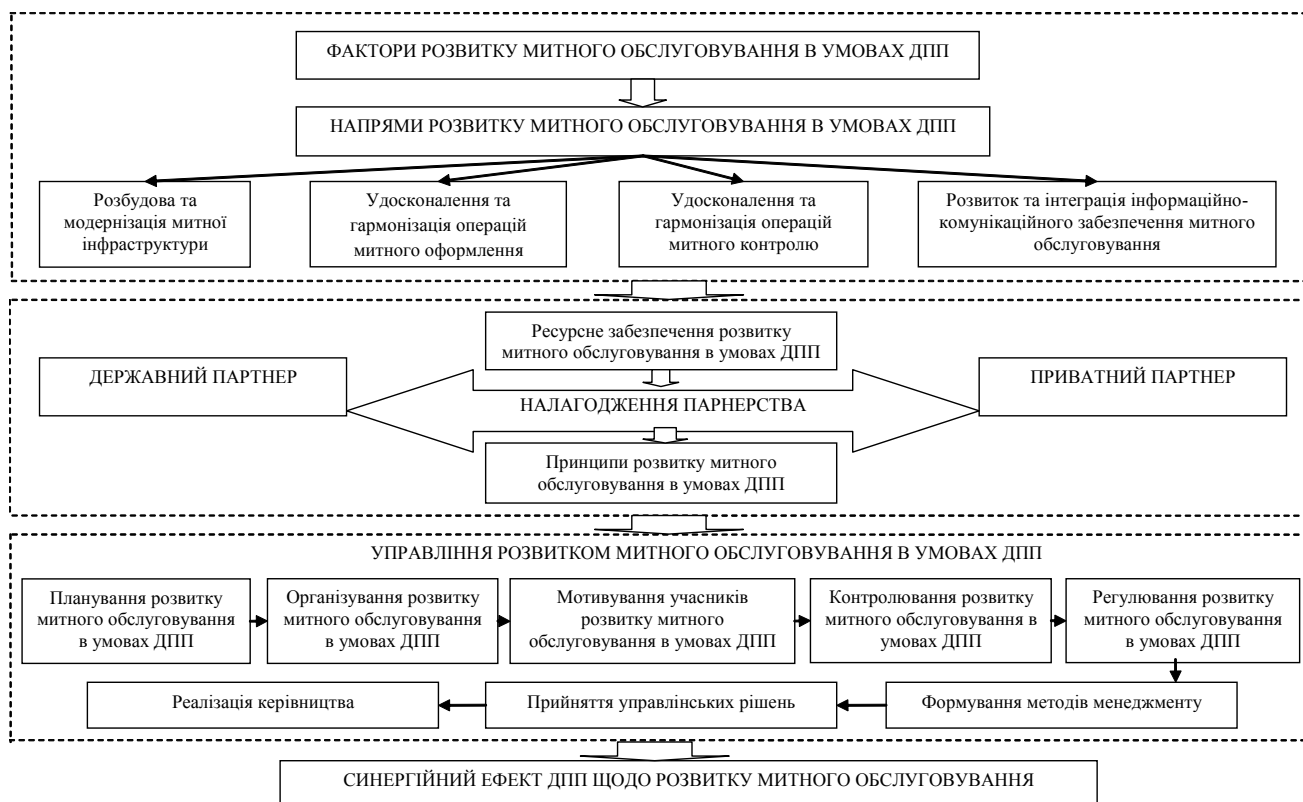 ФАКТОРИ РОЗВИТКУ МИТНОГО ОБСЛУГОВУВАННЯ В УМОВАХ ДПП
НАПРЯМИ РОЗВИТКУ МИТНОГО ОБСЛУГОВУВАННЯ В УМОВАХ ДПП
Розбудова та
модернізація митної
інфраструктури
Удосконалення та
гармонізація операцій
митного оформлення
Удосконалення та
гармонізація операцій
митного контролю
Розвиток та інтеграція інформаційно-
комунікаційного забезпечення митного
обслуговування
Ресурсне забезпечення розвитку
митного обслуговування в умовах ДПП
ДЕРЖАВНИЙ ПАРТНЕР
НАЛАГОДЖЕННЯ ПАРНЕРСТВА
ПРИВАТНИЙ ПАРТНЕР
Принципи розвитку митного
обслуговування в умовах ДПП
УПРАВЛІННЯ РОЗВИТКОМ МИТНОГО ОБСЛУГОВУВАННЯ В УМОВАХ ДПП
Планування розвитку
митного обслуговування
в умовах ДПП
Організування розвитку
митного обслуговування
в умовах ДПП
Мотивування учасників
розвитку митного
обслуговування в умовах ДПП
Контролювання розвитку
митного обслуговування в
умовах ДПП
Регулювання розвитку
митного обслуговування
в умовах ДПП
Реалізація керівництва
Прийняття управлінських рішень
Формування методів менеджменту
СИНЕРГІЙНИЙ ЕФЕКТ ДПП ЩОДО РОЗВИТКУ МИТНОГО ОБСЛУГОВУВАННЯ